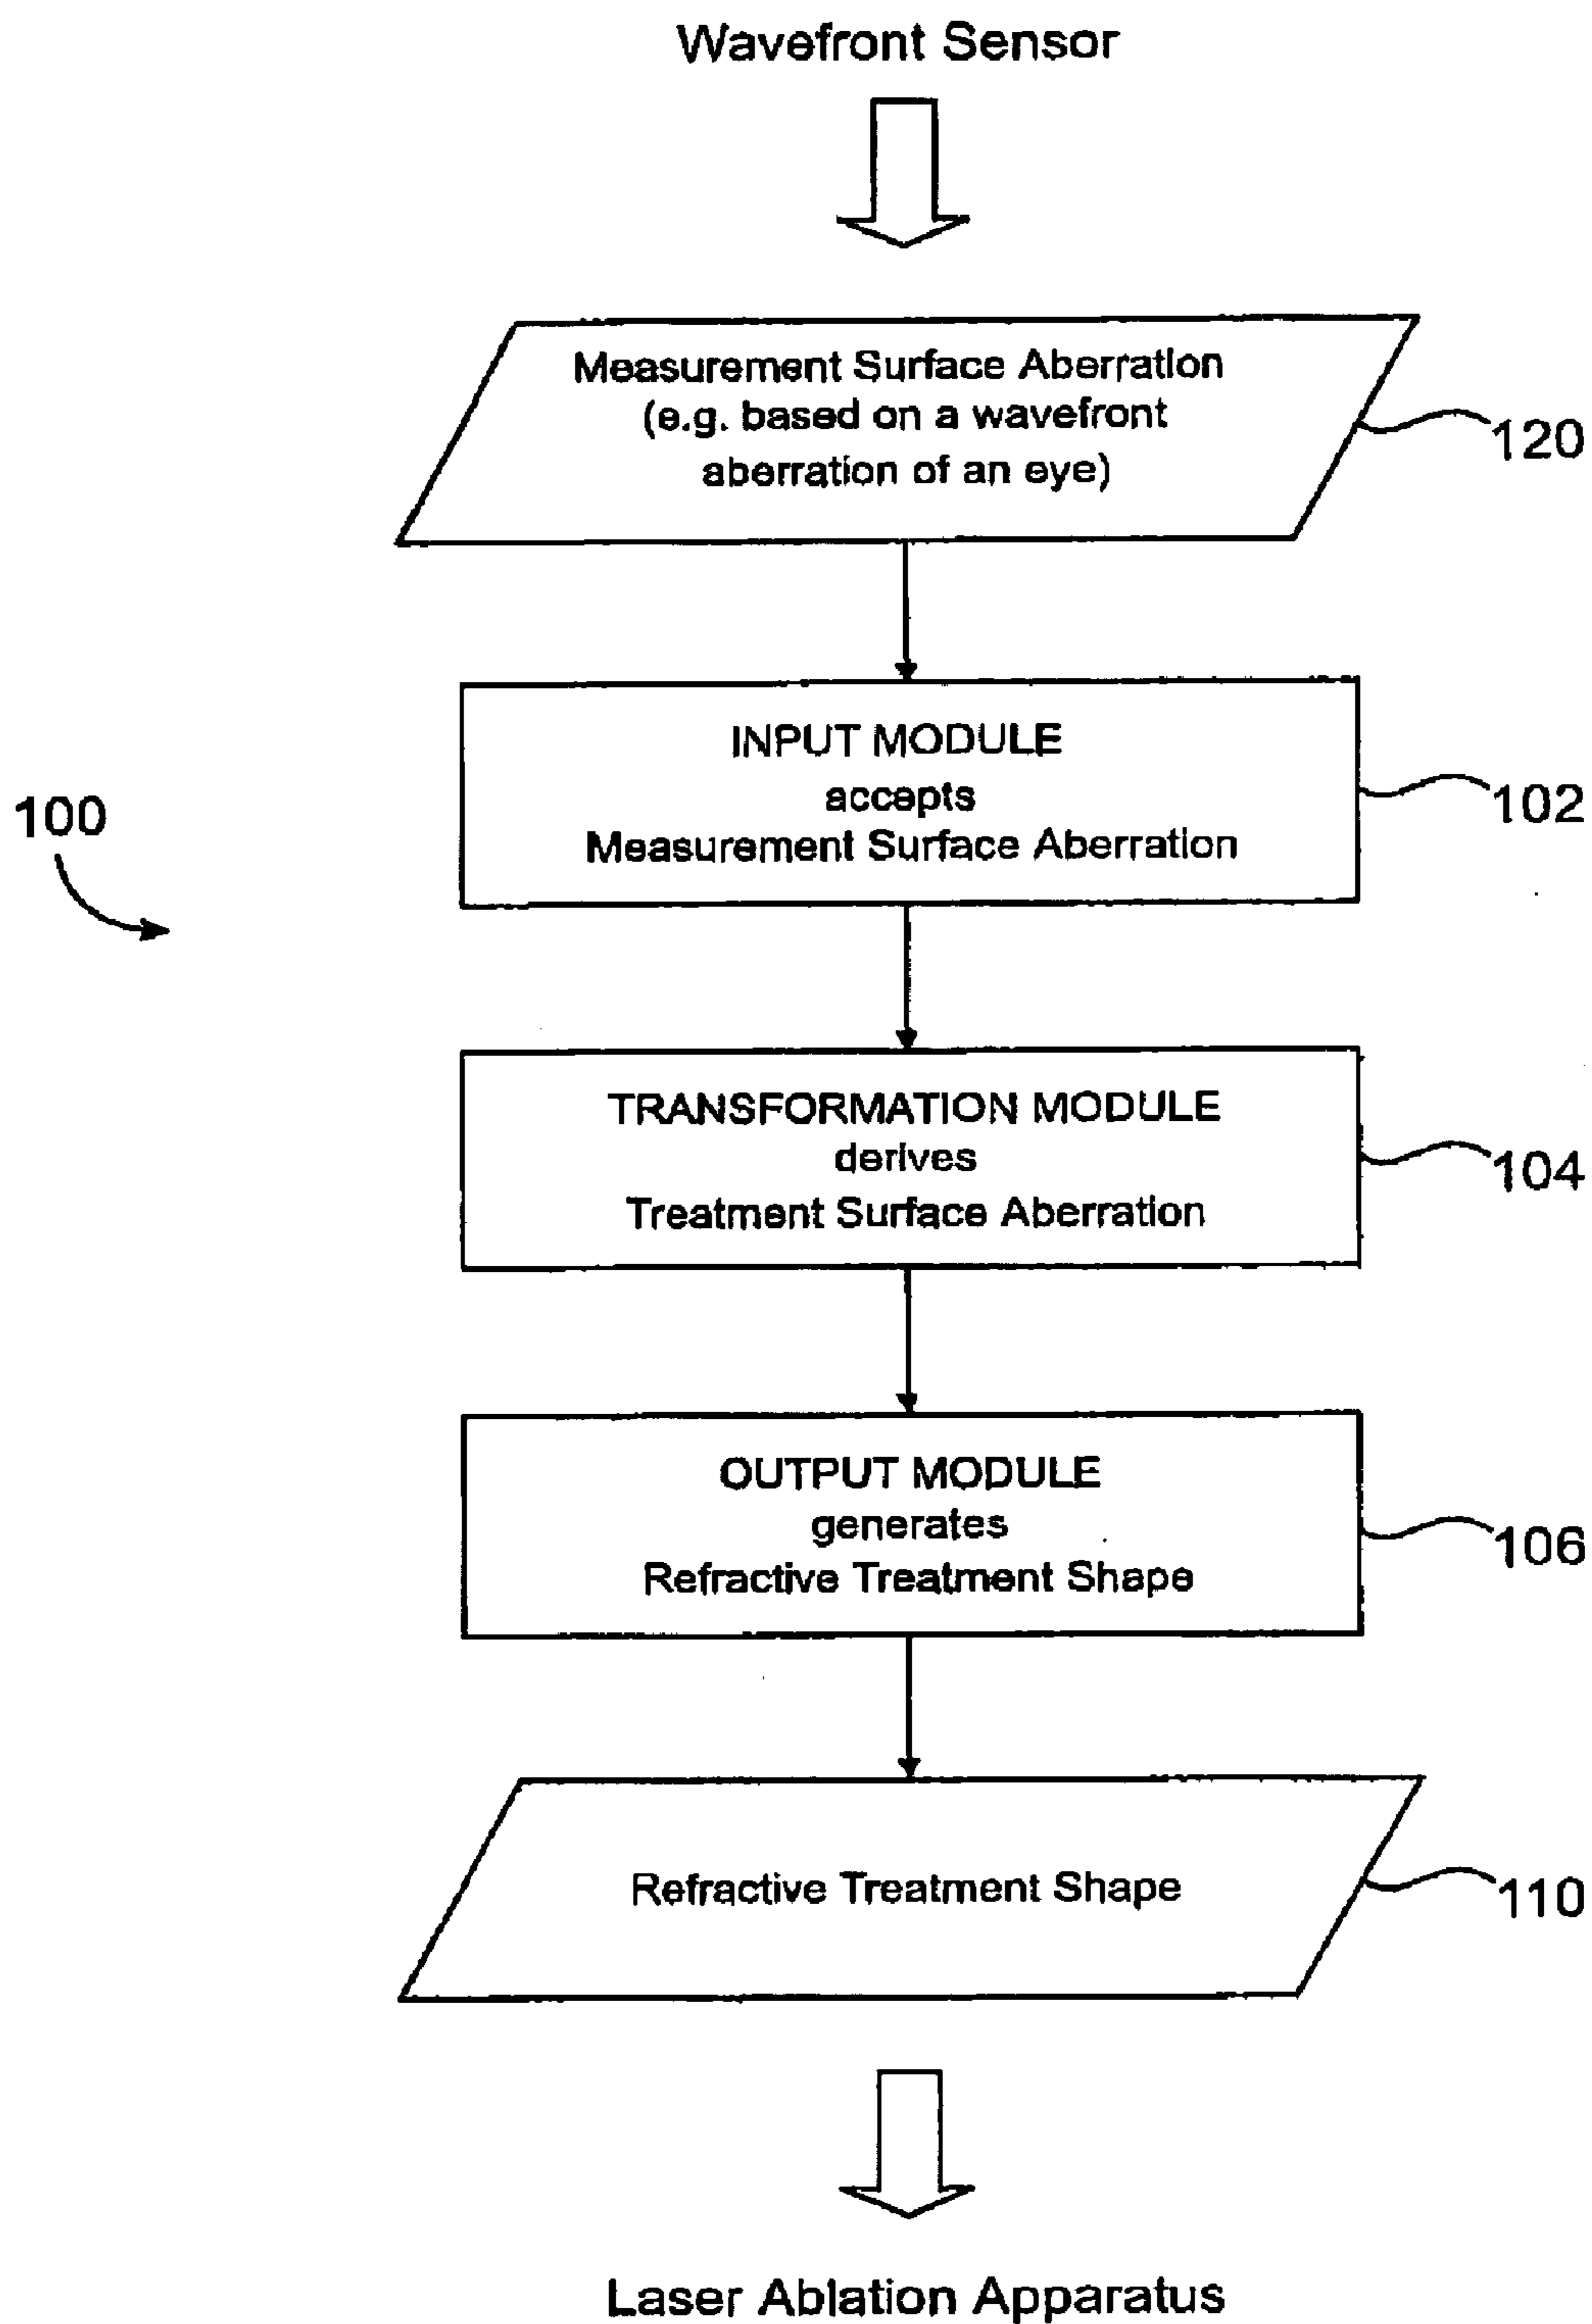 Wavefront Sensor
Measurement Surface Aberration
(e.g. based on a wavefront
aberration of an eye)
120
INPUT MODULE
accepts
Measurement Surface Aberration
102
100
TRANSFORMATION MODULE
derives
Treatment Surface Aberration
104
OUTPUT MODULE
generates
Refractive Treatment Shape
106
Refractive Treatment Shape
110
Laser Ablation Apparatus